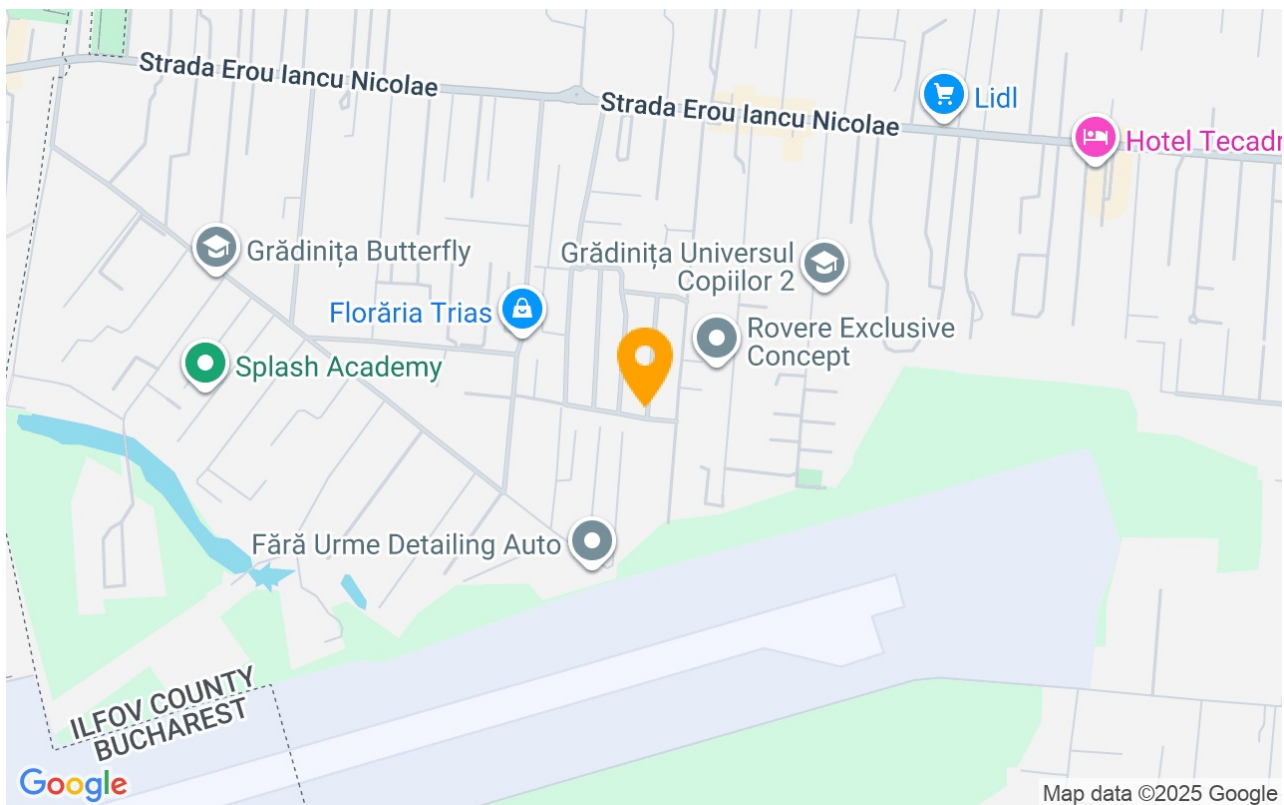 Strada Erou Iancu Nicolae
Strada Erou Iancu Nicolae
Lidl
Hotel Tecadr
Grădinița Butterfly
Grădinița Universul
Copiilor 2
Florăria Trias
Rovere Exclusive
Concept
Splash Academy
Fără Urme Detailing Auto
ILFOV COUNTY
BUCHAREST
Google
Map data ©2025 Google